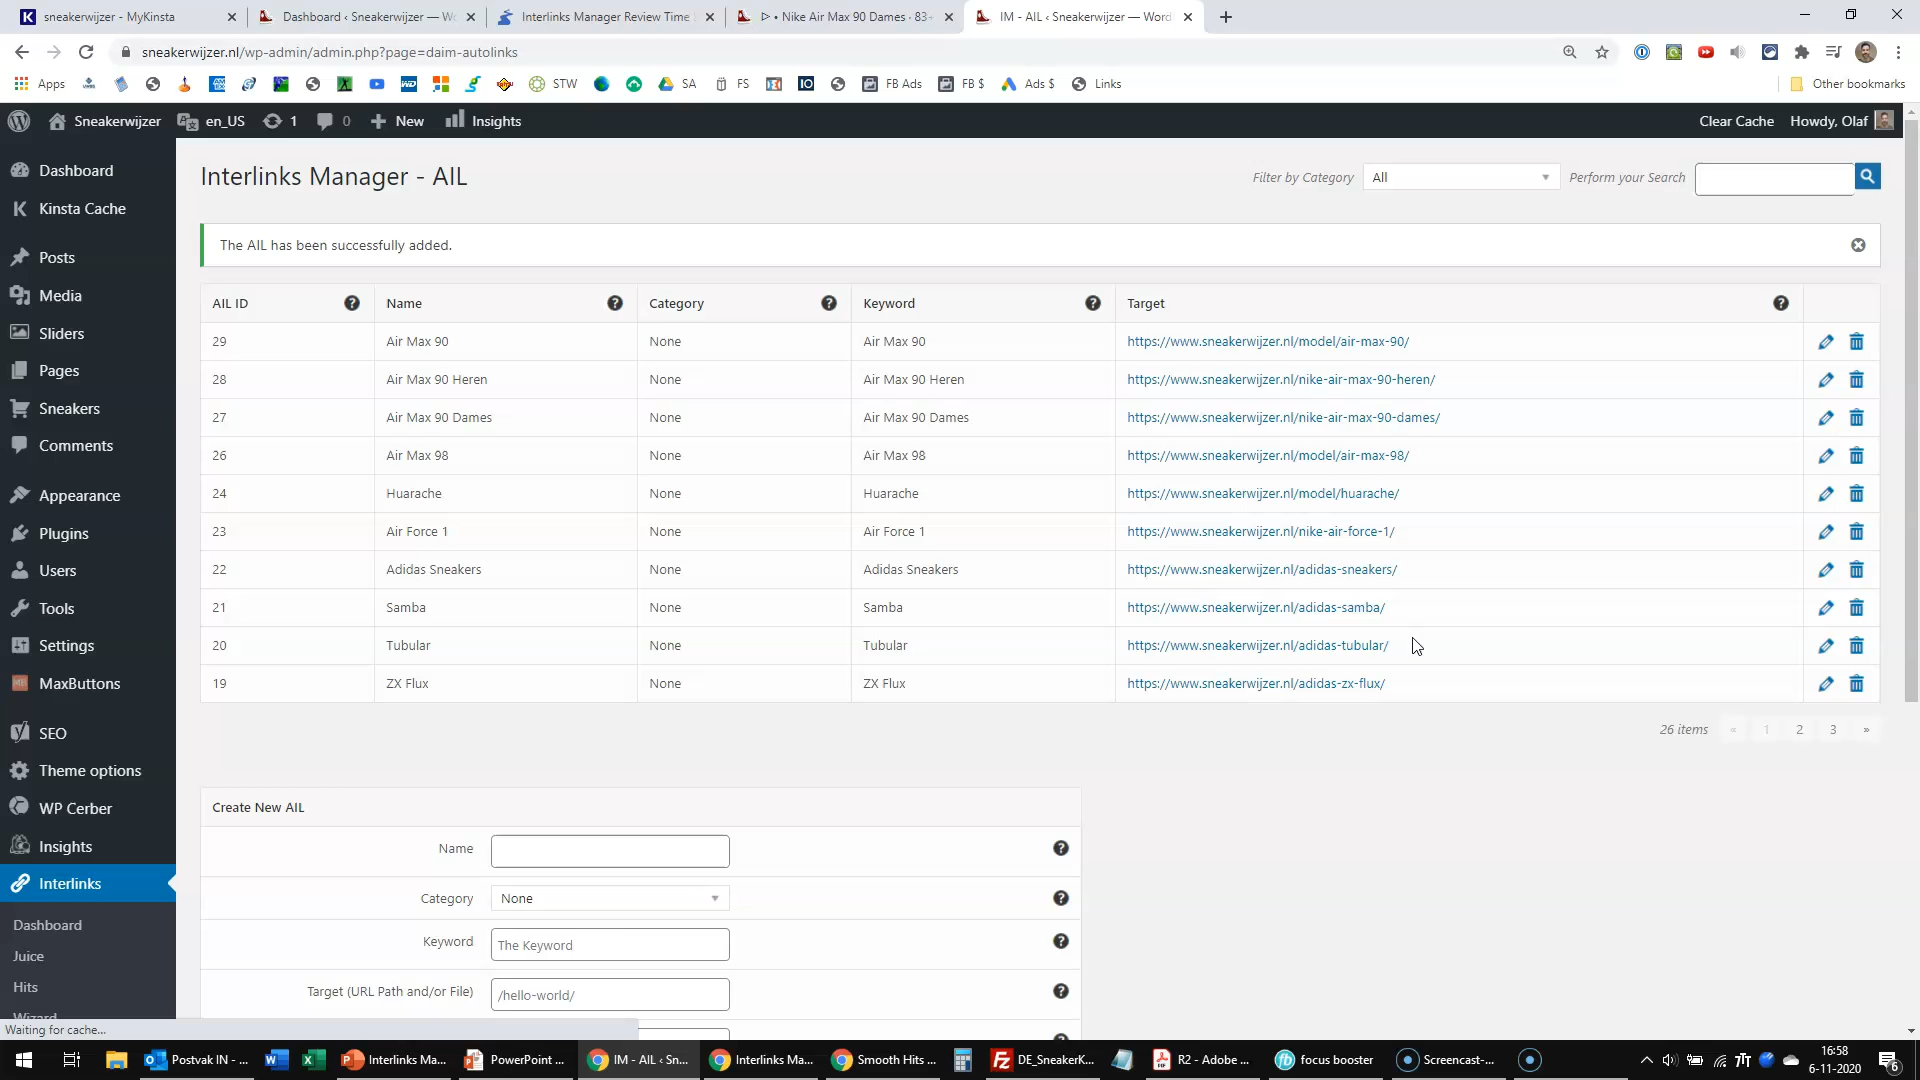 sneakerwijzer - MyKinsta
Dashboard ‹ Sneakerwijzer — Wo
Interlinks Manager Review Time
▷ • Nike Air Max 90 Dames · 83+
IM - AIL ‹ Sneakerwijzer — Word
sneakerwijzer.nl/wp-admin/admin.php?page=daim-autolinks
Apps
STW
SA
FS
IO
FB Ads
FB $
Ads $
Links
Other bookmarks
Sneakerwijzer
en_US
1
0
New
Insights
Clear Cache
Howdy, Olaf
Dashboard
Kinsta Cache
Posts
Media
Sliders
Pages
Sneakers
Comments
Appearance
Plugins
Users
Tools
Settings
MaxButtons
SEO
Theme options
WP Cerber
Insights
Interlinks
Dashboard
Juice
Hits
Wizard
Interlinks Manager - AIL
Filter by Category
All
Perform your Search
The AIL has been successfully added.
AIL ID Name Category Keyword Target
29 Air Max 90 None Air Max 90 https://www.sneakerwijzer.nl/model/air-max-90/
28 Air Max 90 Heren None Air Max 90 Heren https://www.sneakerwijzer.nl/nike-air-max-90-heren/
27 Air Max 90 Dames None Air Max 90 Dames https://www.sneakerwijzer.nl/nike-air-max-90-dames/
26 Air Max 98 None Air Max 98 https://www.sneakerwijzer.nl/model/air-max-98/
24 Huarache None Huarache https://www.sneakerwijzer.nl/model/huarache/
23 Air Force 1 None Air Force 1 https://www.sneakerwijzer.nl/nike-air-force-1/
22 Adidas Sneakers None Adidas Sneakers https://www.sneakerwijzer.nl/adidas-sneakers/
21 Samba None Samba https://www.sneakerwijzer.nl/adidas-samba/
20 Tubular None Tubular https://www.sneakerwijzer.nl/adidas-tubular/
19 ZX Flux None ZX Flux https://www.sneakerwijzer.nl/adidas-zx-flux/
26 items « 1 2 3 »
Create New AIL
Name
Category None
Keyword The Keyword
Target (URL Path and/or File) /hello-world/
Waiting for cache...
Postvak IN - ...
Interlinks Ma...
PowerPoint ...
IM - AIL ‹ Sn...
Interlinks Ma...
Smooth Hits ...
DE_SneakerK...
R2 - Adobe ...
focus booster
Screencast-...
16:58
6-11-2020
6